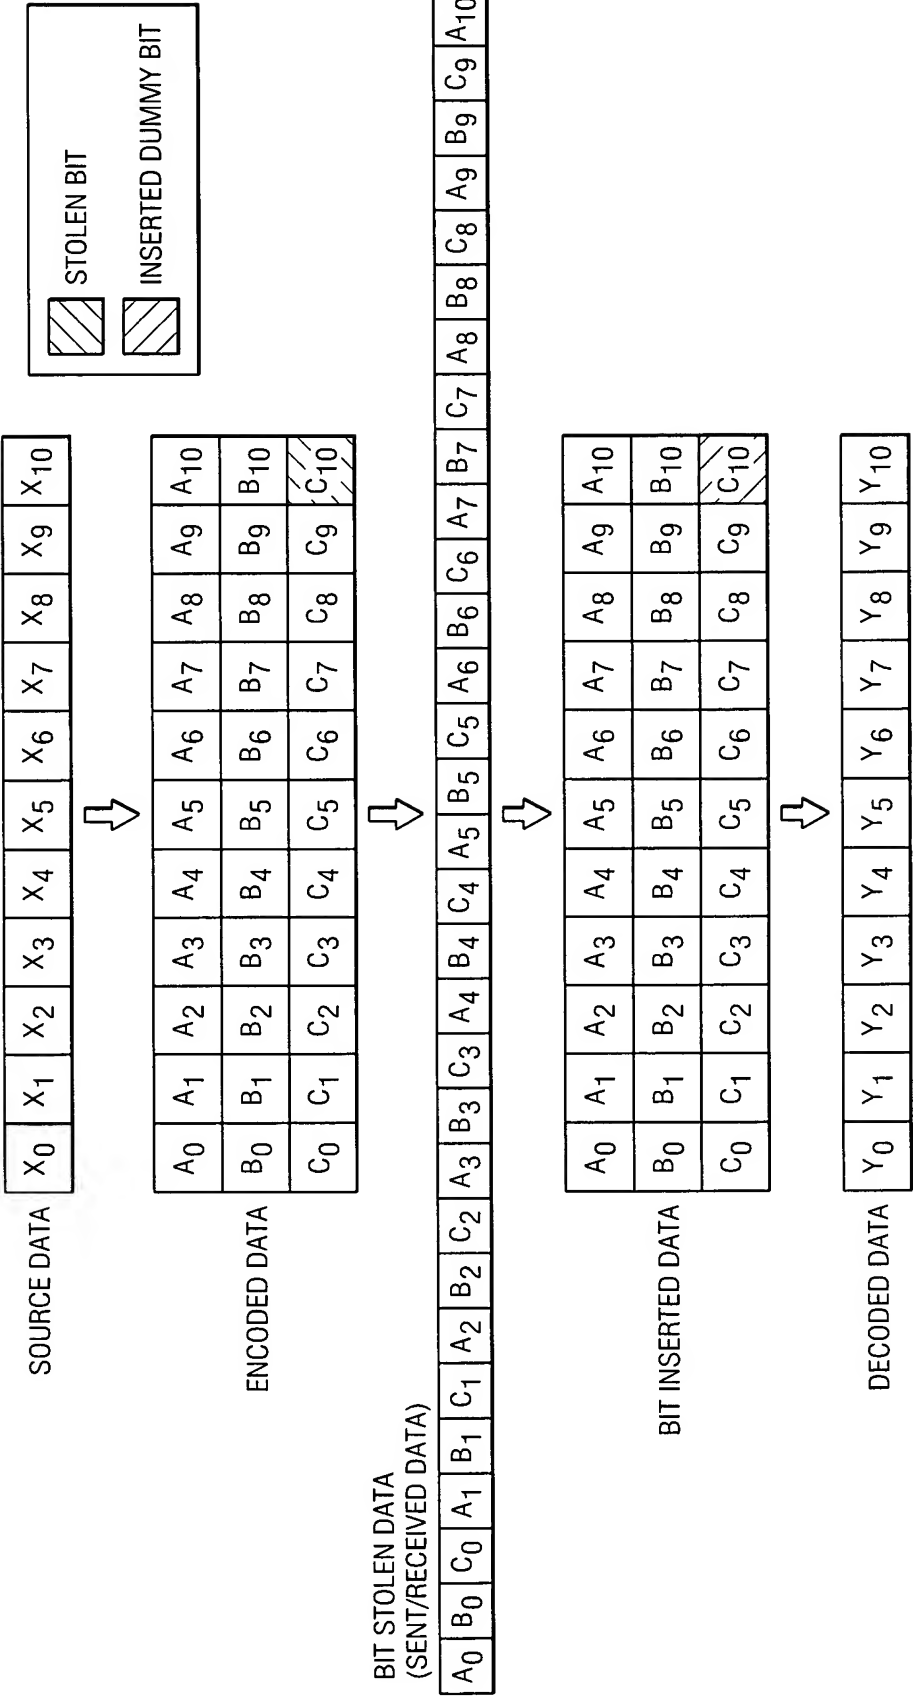 STOLEN BIT
INSERTED DUMMY BIT
SOURCE DATA
X0 X1 X2 X3 X4 X5 X6 X7 X8 X9 X10
ENCODED DATA
A0 A1 A2 A3 A4 A5 A6 A7 A8 A9 A10
B0 B1 B2 B3 B4 B5 B6 B7 B8 B9 B10
C0 C1 C2 C3 C4 C5 C6 C7 C8 C9 C10
BIT STOLEN DATA
(SENT/RECEIVED DATA)
A0 B0 C0 A1 B1 C1 A2 B2 C2 A3 B3 C3 A4 B4 C4 A5 B5 C5 A6 B6 C6 A7 B7 C7 A8 B8 C8 A9 B9 C9 A10
BIT INSERTED DATA
A0 A1 A2 A3 A4 A5 A6 A7 A8 A9 A10
B0 B1 B2 B3 B4 B5 B6 B7 B8 B9 B10
C0 C1 C2 C3 C4 C5 C6 C7 C8 C9 C10
DECODED DATA
Y0 Y1 Y2 Y3 Y4 Y5 Y6 Y7 Y8 Y9 Y10